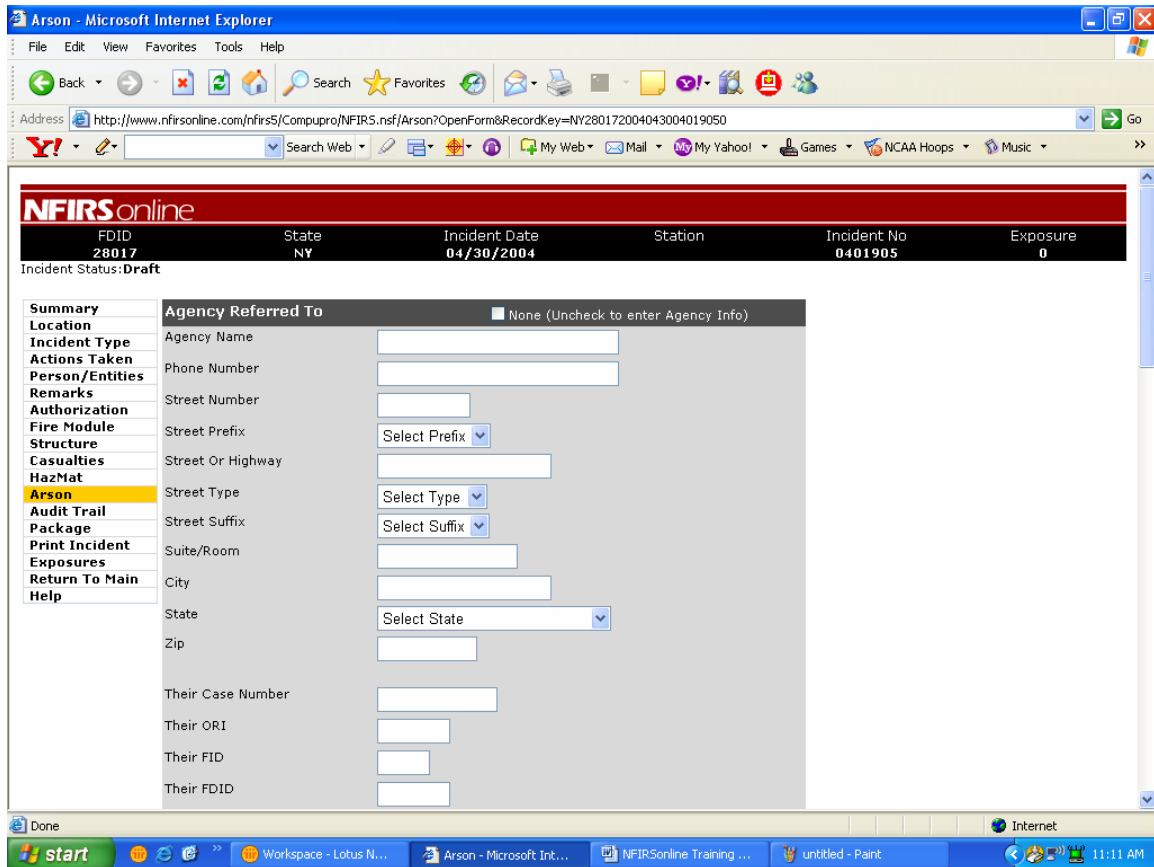 Arson - Microsoft Internet Explorer
File Edit View Favorites Tools Help
Back Search Favorites
Address http://www.nfirsonline.com/nfirs5/Compupro/NFIRS.nsf/Arson?OpenForm&RecordKey=NY280172004043004019050 Go
Y! Search Web My Web Mail My Yahoo! Games NCAA Hoops Music >>
NFIRS online
FDID State Incident Date Station Incident No Exposure
28017 NY 04/30/2004 0401905 0
Incident Status:Draft
Summary
Location
Incident Type
Actions Taken
Person/Entities
Remarks
Authorization
Fire Module
Structure
Casualties
HazMat
Arson
Audit Trail
Package
Print Incident
Exposures
Return To Main
Help
Agency Referred To None (Uncheck to enter Agency Info)
Agency Name
Phone Number
Street Number
Street Prefix Select Prefix
Street Or Highway
Street Type Select Type
Street Suffix Select Suffix
Suite/Room
City
State Select State
Zip
Their Case Number
Their ORI
Their FID
Their FDID
Done Internet
start >> Workspace - Lotus N... Arson - Microsoft Int... NFIRSonline Training ... untitled - Paint 11:11 AM